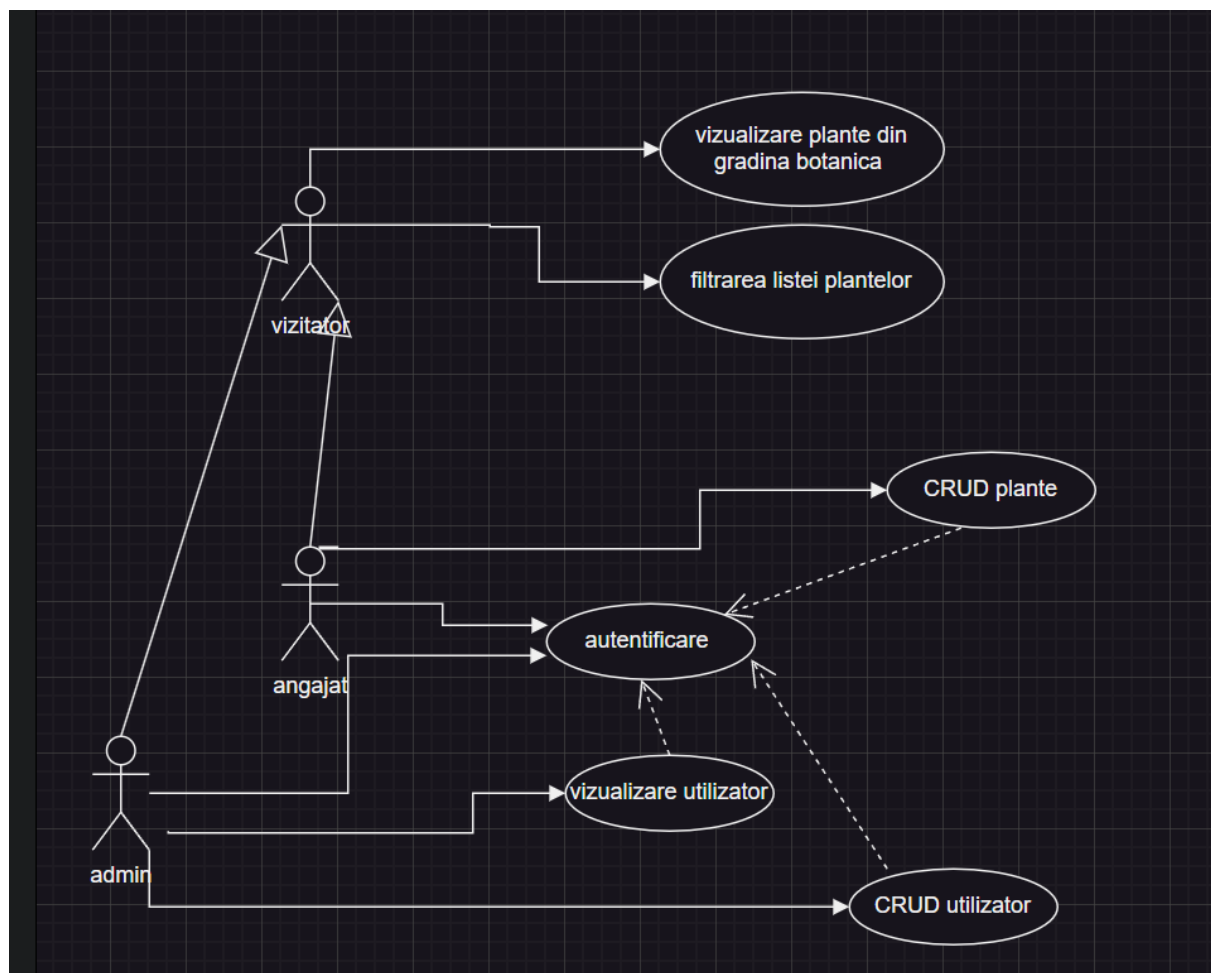 vizualizare plante din
gradina botanica
filtrarea listei plantelor
vizitator
CRUD plante
autentificare
angajat
vizualizare utilizator
admin
CRUD utilizator